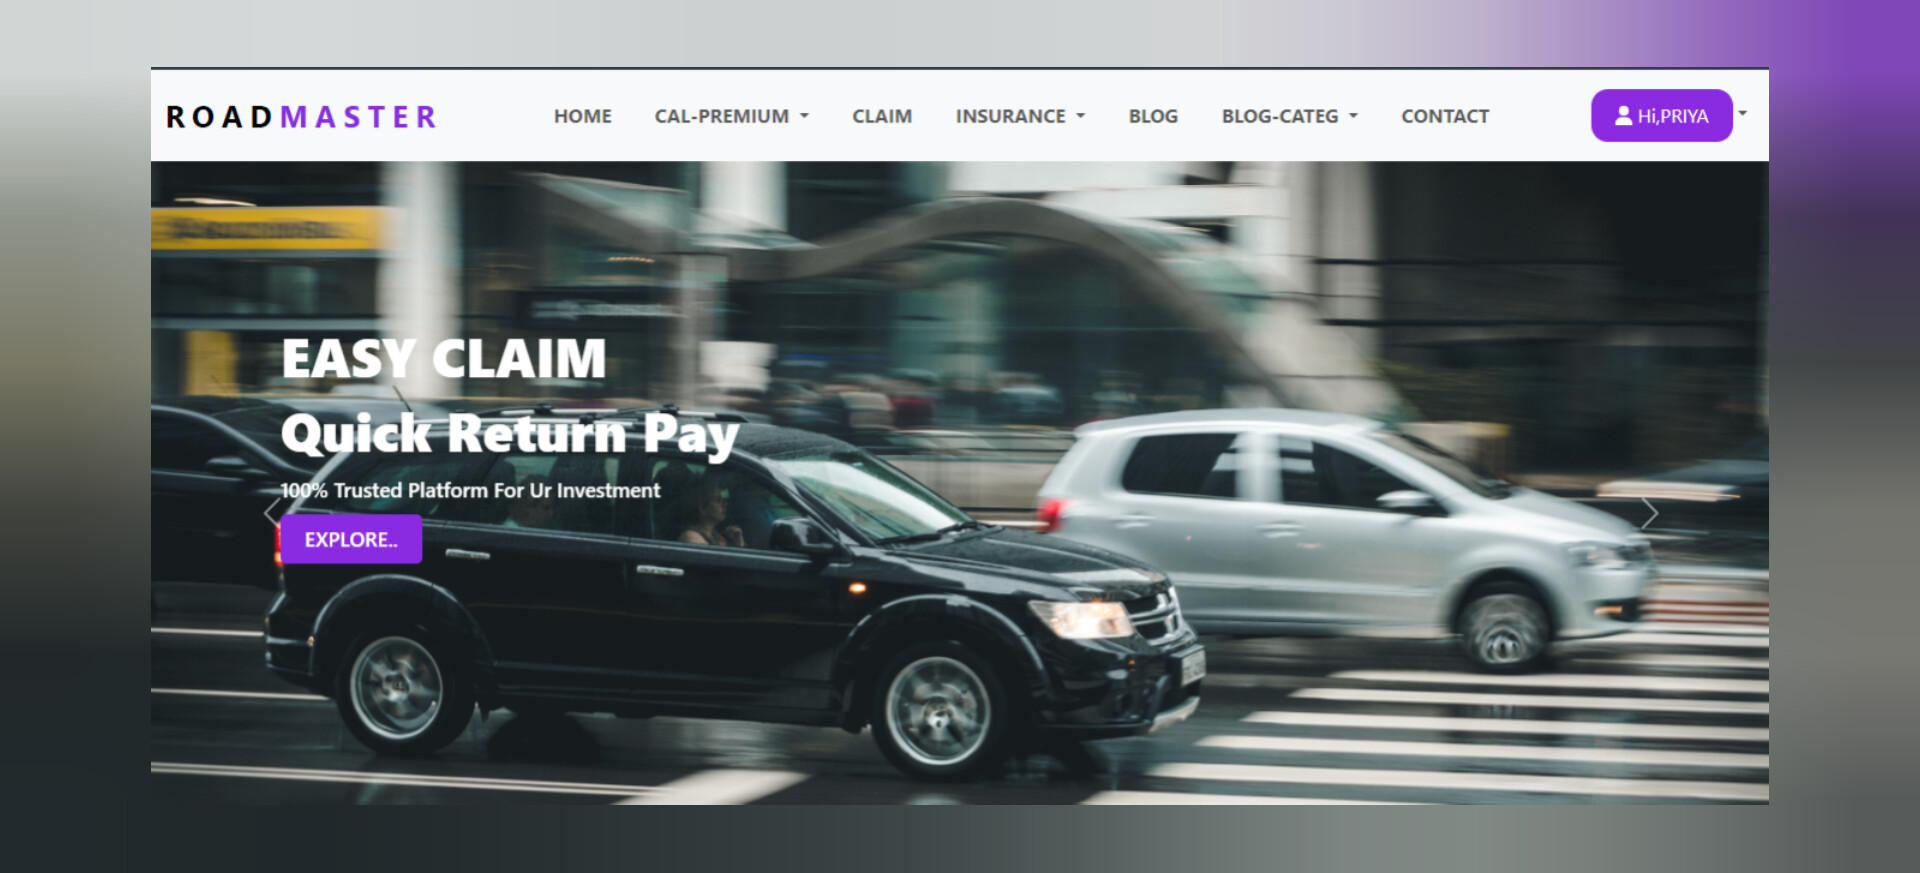 ROADMASTER
HOME CAL-PREMIUM CLAIM INSURANCE BLOG BLOG-CATEG CONTACT Hi,PRIYA
EASY CLAIM
Quick Return Pay
100% Trusted Platform For Ur Investment
EXPLORE..